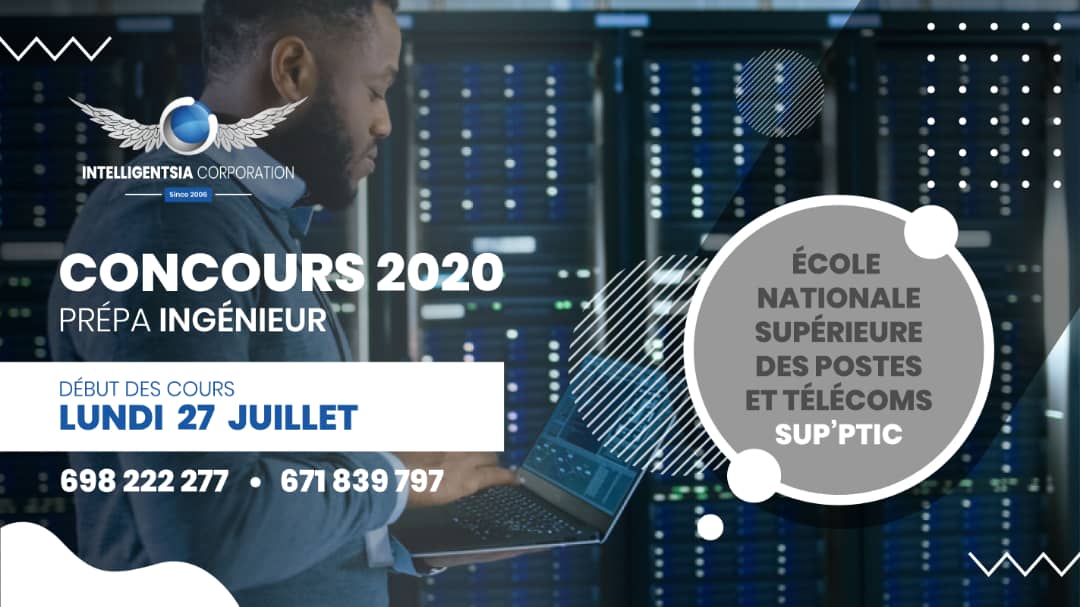 INTELLIGENTSIA CORPORATION
Since 2006
CONCOURS 2020
PRÉPA INGÉNIEUR
DÉBUT DES COURS
LUNDI 27 JUILLET
698 222 277 • 671 839 797
ÉCOLE
NATIONALE
SUPÉRIEURE
DES POSTES
ET TÉLÉCOMS
SUP'PTIC